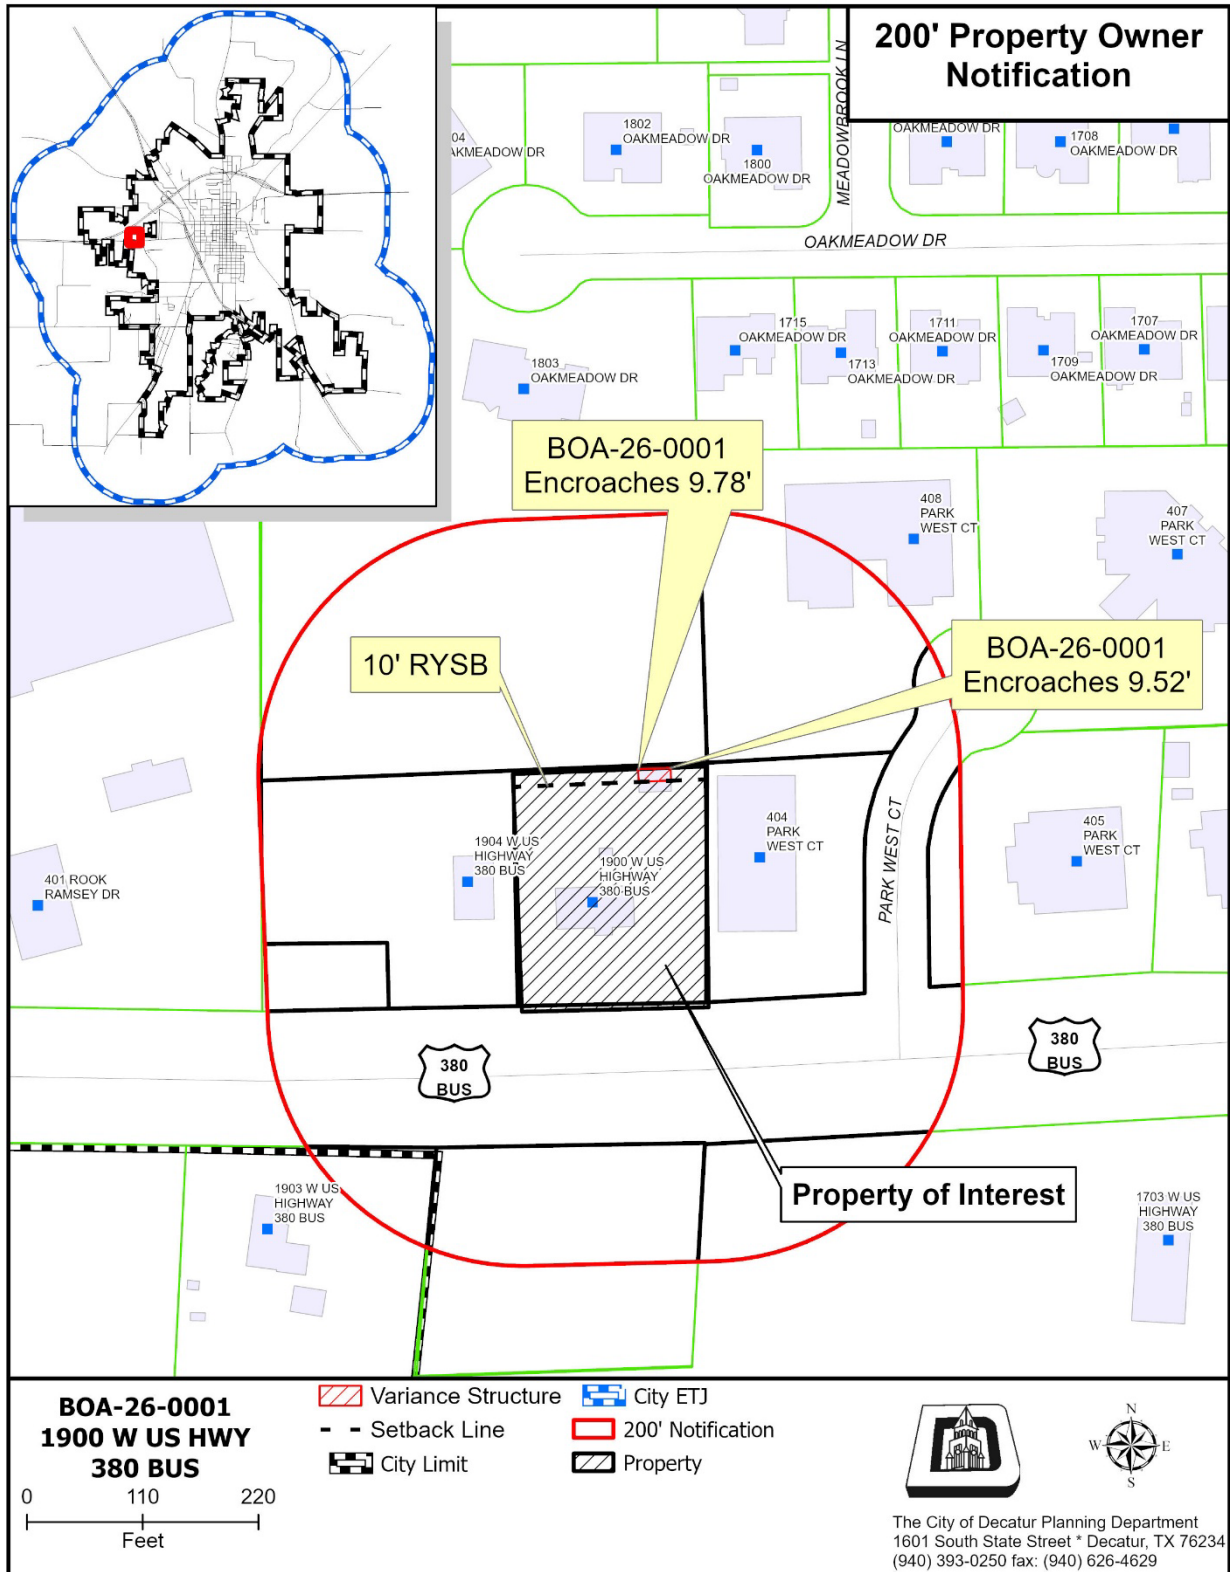 200' Property Owner
Notification
MEADOWBROOK LN
04
AKMEADOW DR
1802
OAKMEADOW DR
1800
OAKMEADOW DR
OAKMEADOW DR
1708
OAKMEADOW DR
OAKMEADOW DR
1803
OAKMEADOW DR
1715
OAKMEADOW DR
1713
OAKMEADOW DR
1711
OAKMEADOW DR
1709
OAKMEADOW DR
1707
OAKMEADOW DR
BOA-26-0001
Encroaches 9.78'
408
PARK
WEST CT
407
PARK
WEST CT
10' RYSB
BOA-26-0001
Encroaches 9.52'
401 ROOK
RAMSEY DR
1904 W US
HIGHWAY
380 BUS
1900 W US
HIGHWAY
380 BUS
404
PARK
WEST CT
PARK WEST CT
405
PARK
WEST CT
380
BUS
380
BUS
Property of Interest
1903 W US
HIGHWAY
380 BUS
1703 W US
HIGHWAY
380 BUS
BOA-26-0001
1900 W US HWY
380 BUS
0 110 220
Feet
Variance Structure
Setback Line
City Limit
City ETJ
200' Notification
Property
N
W E
S
The City of Decatur Planning Department
1601 South State Street * Decatur, TX 76234
(940) 393-0250 fax: (940) 626-4629